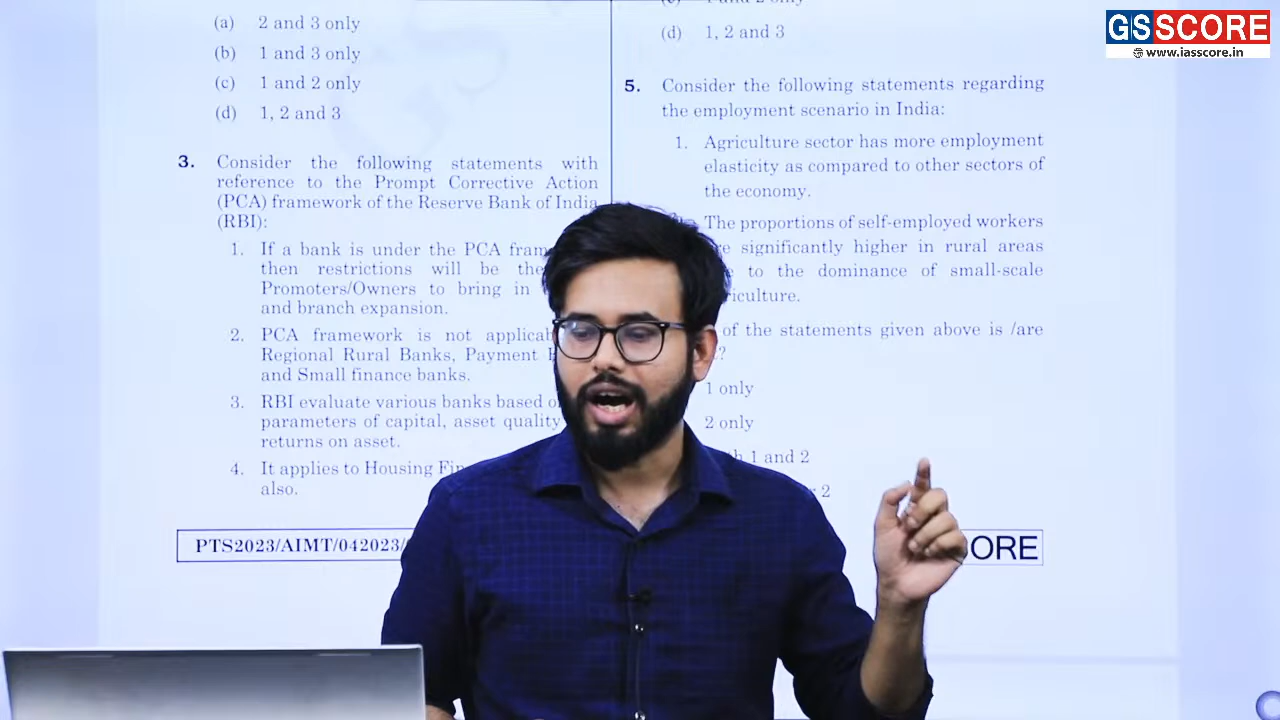 (a) 2 and 3 only
(b) 1 and 3 only
(c) 1 and 2 only
(d) 1, 2 and 3
3. Consider the following statements with
reference to the Prompt Corrective Action
(PCA) framework of the Reserve Bank of India
(RBI):
1. If a bank is under the PCA
then restrictions will be
Promoters/Owners to bring in
and branch expansion.
2. PCA framework is not
Regional Rural Banks, Payment
and Small finance banks.
3. RBI evaluate various banks based
parameters of capital, asset quality
returns on asset.
4. It applies to Housing
also.
PTS2023/AIMT/042023/
(d) 1, 2 and 3
5. Consider the following statements regarding
the employment scenario in India:
1. Agriculture sector has more employment
elasticity as compared to other sectors of
the economy.
The proportions of self-employed workers
significantly higher in rural areas
to the dominance of small-scale
of the statements given above is /are
1 only
2 only
1 and 2
2
GSSCORE
www.iasscore.in